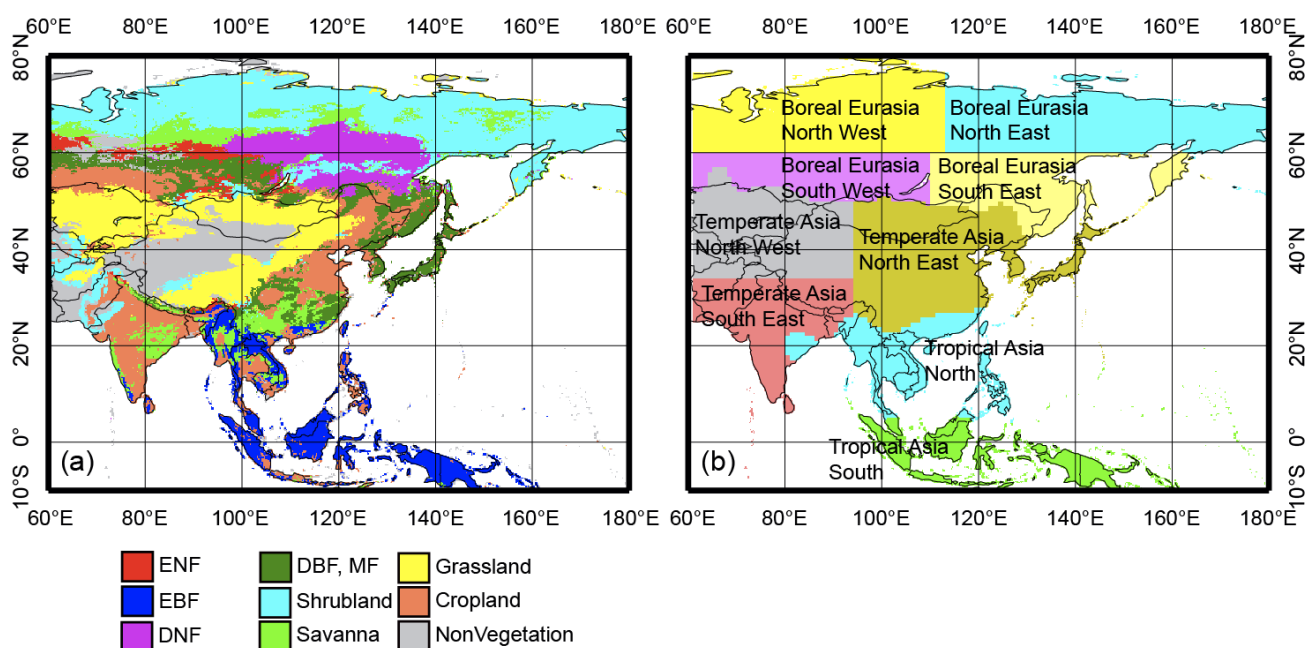 60°E 80°E 100°E 120°E 140°E 160°E 180°E 60°E 80°E 100°E 120°E 140°E 160°E 180°E
80°N
60°N
40°N
20°N
0°
10°S
(a)
Boreal Eurasia
North West
Boreal Eurasia
North East
Boreal Eurasia
South West
Boreal Eurasia
South East
Temperate Asia
North West
Temperate Asia
North East
Temperate Asia
South East
Tropical Asia
North
Tropical Asia
South
(b)
80°N
60°N
40°N
20°N
0°
10°S
60°E 80°E 100°E 120°E 140°E 160°E 180°E 60°E 80°E 100°E 120°E 140°E 160°E 180°E
ENF DBF, MF Grassland
EBF Shrubland Cropland
DNF Savanna NonVegetation